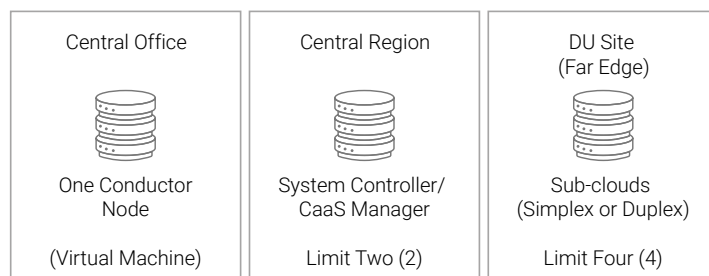 Central Office
One Conductor
Node
(Virtual Machine)
Central Region
System Controller/
CaaS Manager
Limit Two (2)
DU Site
(Far Edge)
Sub-clouds
(Simplex or Duplex)
Limit Four (4)